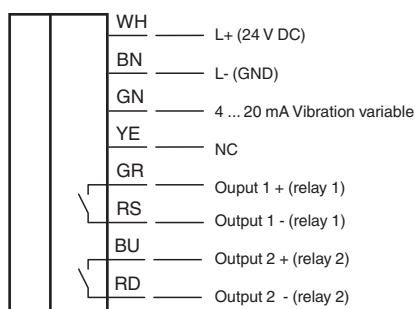 WH L+ (24 V DC)
BN L- (GND)
GN 4 ... 20 mA Vibration variable
YE NC
GR Ouput 1 + (relay 1)
RS Output 1 - (relay 1)
BU Output 2 + (relay 2)
RD Output 2 - (relay 2)